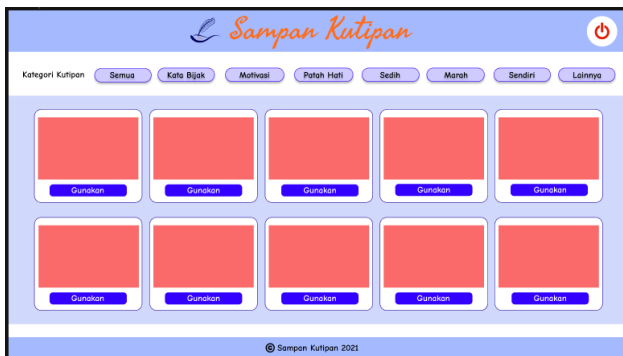 Sampan Kutipan
Kategori Kutipan Semua Kata Bijak Motivasi Patah Hati Sedih Marah Sendiri Lainnya
Gunakan Gunakan Gunakan Gunakan Gunakan
Gunakan Gunakan Gunakan Gunakan Gunakan
© Sampan Kutipan 2021